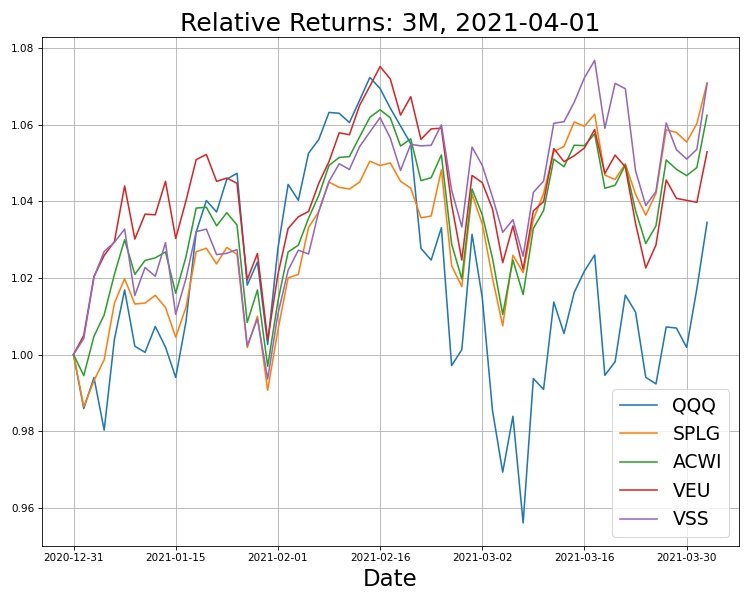 Relative Returns: 3M, 2021-04-01
1.08
1.06
1.04
1.02
1.00
0.98
0.96
QQQ
SPLG
ACWI
VEU
VSS
2020-12-31 2021-01-15 2021-02-01 2021-02-16 2021-03-02 2021-03-16 2021-03-30
Date